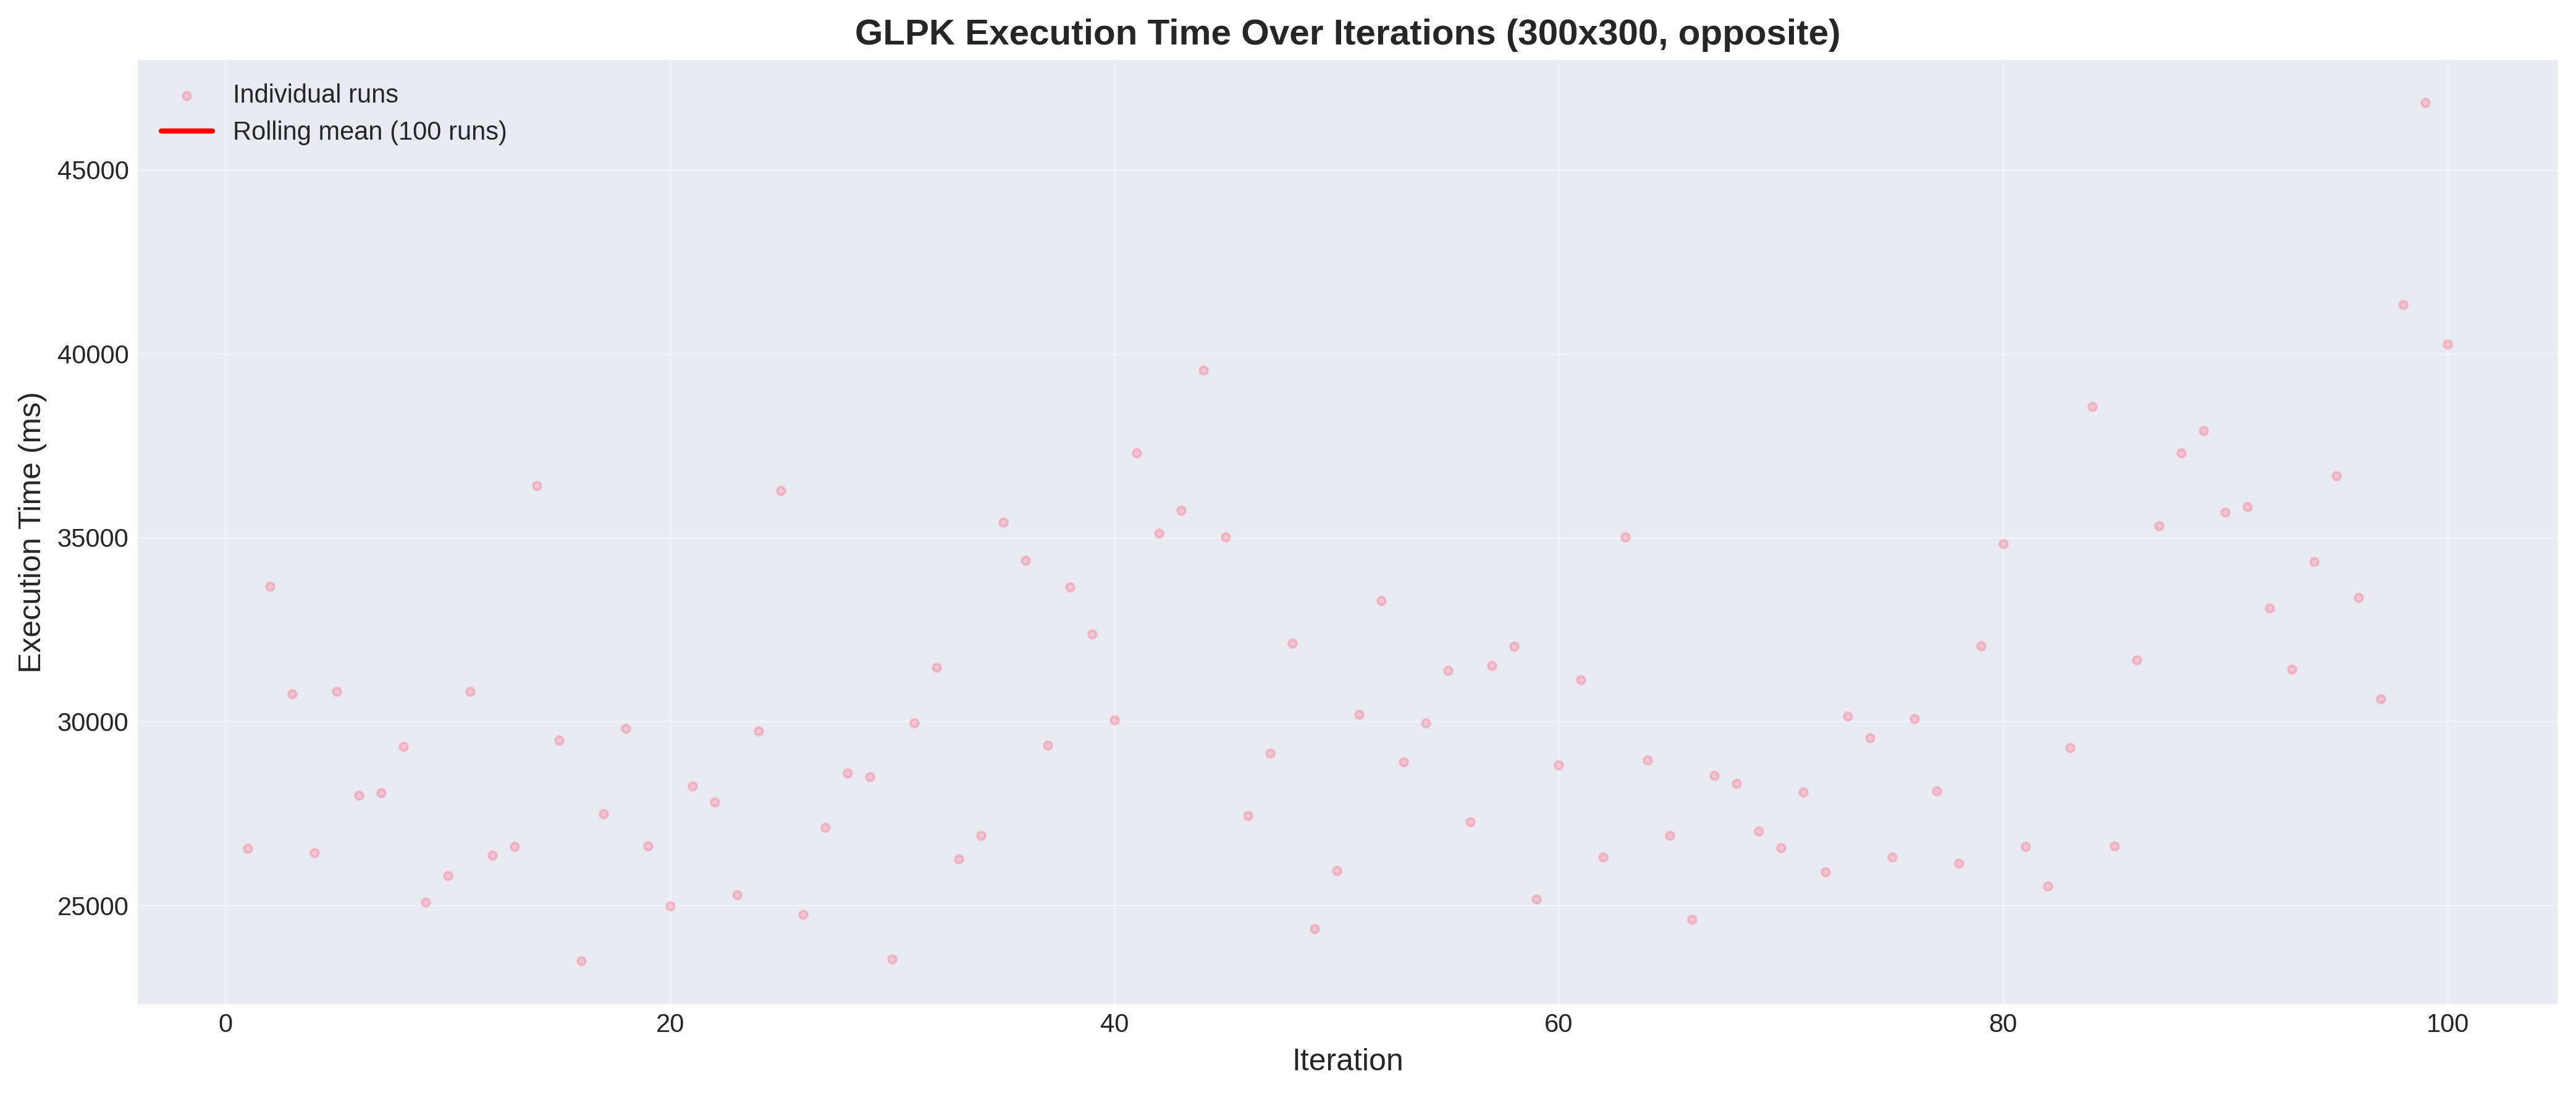 GLPK Execution Time Over Iterations (300x300, opposite)
Individual runs
Rolling mean (100 runs)
Execution Time (ms)
45000
40000
35000
30000
25000
0
20
40
60
80
100
Iteration